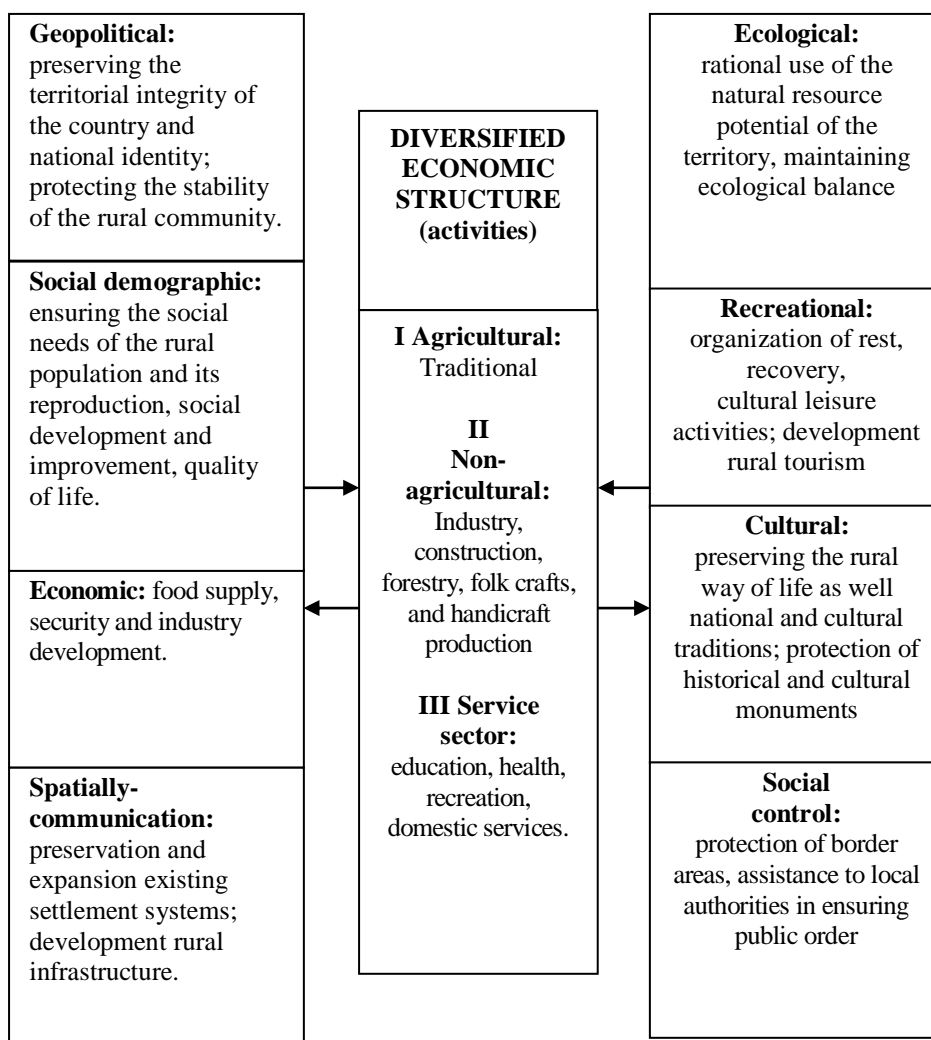 Geopolitical:
preserving the
territorial integrity of
the country and
national identity;
protecting the stability
of the rural community.
Social demographic:
ensuring the social
needs of the rural
population and its
reproduction, social
development and
improvement, quality
of life.
Economic: food supply,
security and industry
development.
Spatially-
communication:
preservation and
expansion existing
settlement systems;
development rural
infrastructure.
DIVERSIFIED
ECONOMIC
STRUCTURE
(activities)
I Agricultural:
Traditional
II
Non-
agricultural:
Industry,
construction,
forestry, folk crafts,
and handicraft
production
III Service
sector:
education, health,
recreation,
domestic services.
Ecological:
rational use of the
natural resource
potential of the
territory, maintaining
ecological balance
Recreational:
organization of rest,
recovery,
cultural leisure
activities; development
rural tourism
Cultural:
preserving the rural
way of life as well
national and cultural
traditions; protection of
historical and cultural
monuments
Social
control:
protection of border
areas, assistance to local
authorities in ensuring
public order